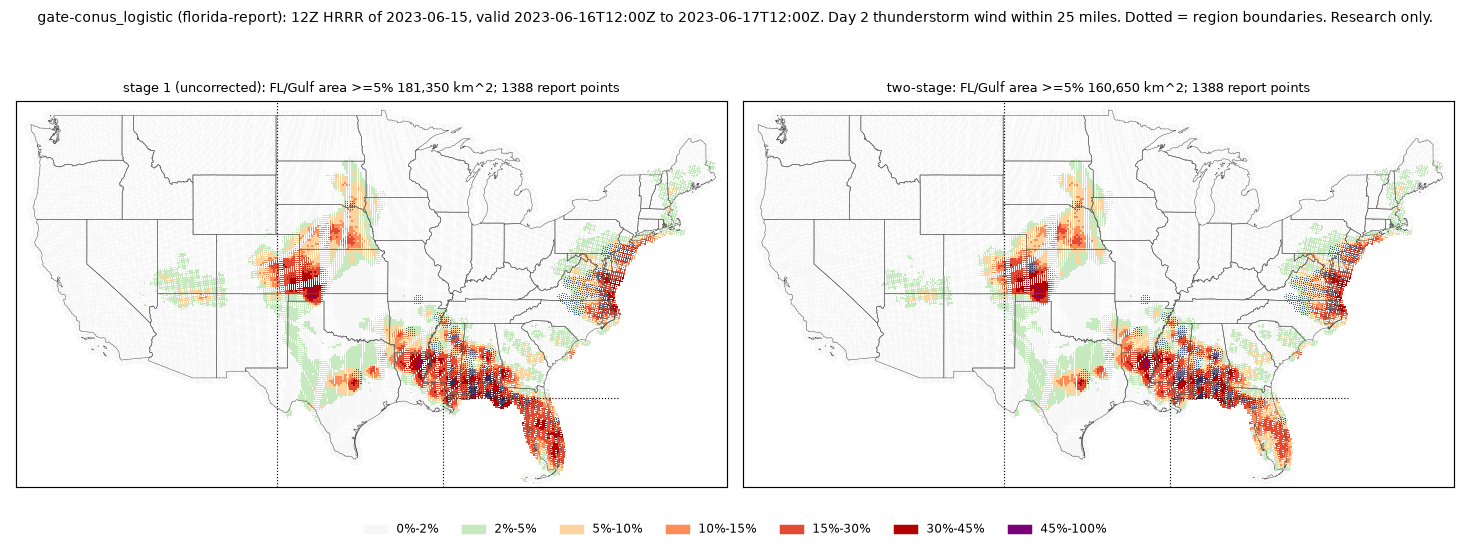 gate-conus_logistic (florida-report): 12Z HRRR of 2023-06-15, valid 2023-06-16T12:00Z to 2023-06-17T12:00Z. Day 2 thunderstorm wind within 25 miles. Dotted = region boundaries. Research only.
stage 1 (uncorrected): FL/Gulf area >=5% 181,350 km^2; 1388 report points
two-stage: FL/Gulf area >=5% 160,650 km^2; 1388 report points
0%-2%
2%-5%
5%-10%
10%-15%
15%-30%
30%-45%
45%-100%